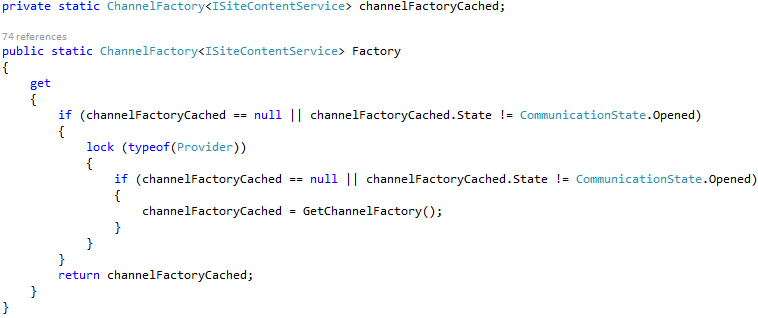 private static ChannelFactory<ISiteContentService> channelFactoryCached;
74 references
public static ChannelFactory<ISiteContentService> Factory
{
    get
    {
        if (channelFactoryCached == null || channelFactoryCached.State != CommunicationState.Opened)
        {
            lock (typeof(Provider))
            {
                if (channelFactoryCached == null || channelFactoryCached.State != CommunicationState.Opened)
                {
                    channelFactoryCached = GetChannelFactory();
                }
            }
        }
        return channelFactoryCached;
    }
}